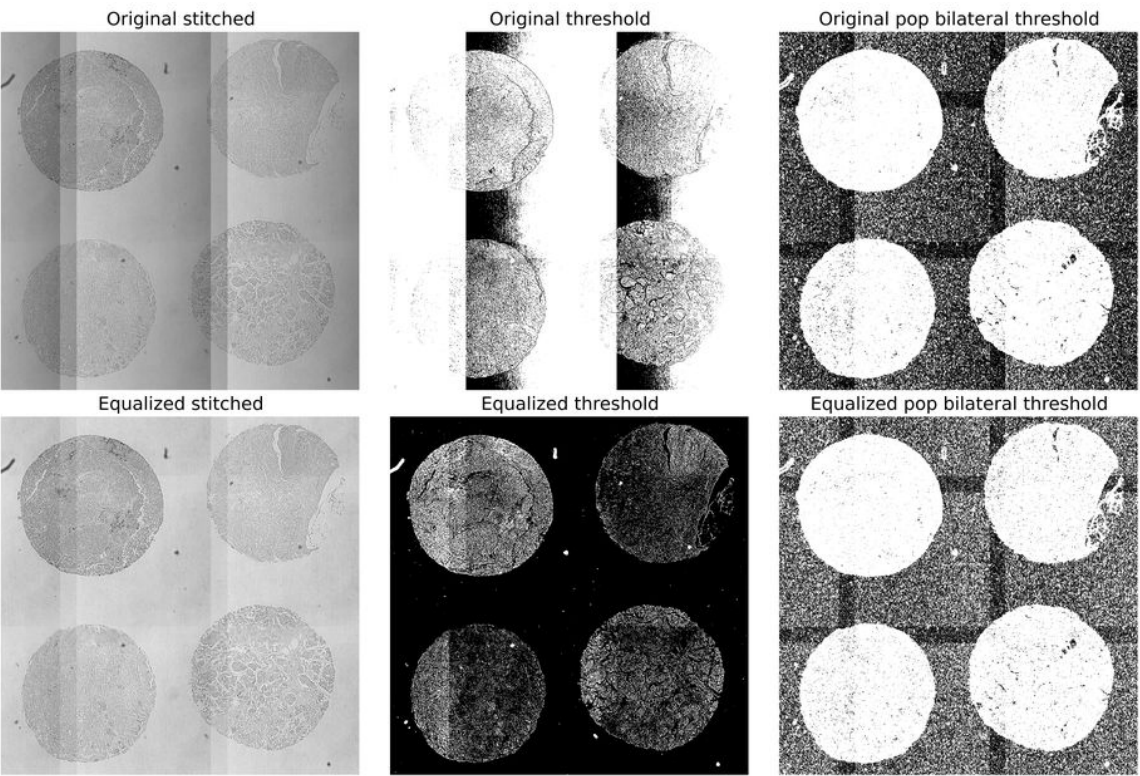 Original stitched
Original threshold
Original pop bilateral threshold
Equalized stitched
Equalized threshold
Equalized pop bilateral threshold